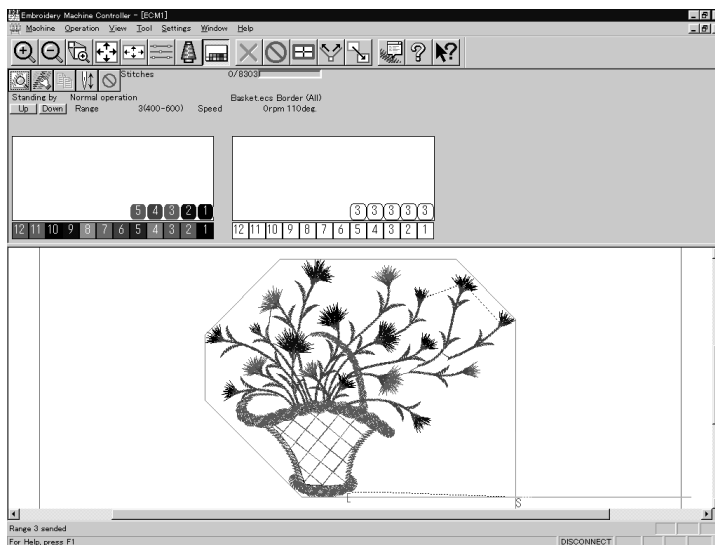 Embroidery Machine Controller - [ECM1]
Machine Operation View Tool Settings Window Help
Stitches 0/8303
Standing by Normal operation Basket.ecs Border (All)
Up Down Range 3(400-600) Speed 0rpm 110deg.
5 4 3 2 1 3 3 3 3 3
12 11 10 9 8 7 6 5 4 3 2 1 12 11 10 9 8 7 6 5 4 3 2 1
S
Range 3 sended
For Help, press F1 DISCONNECT